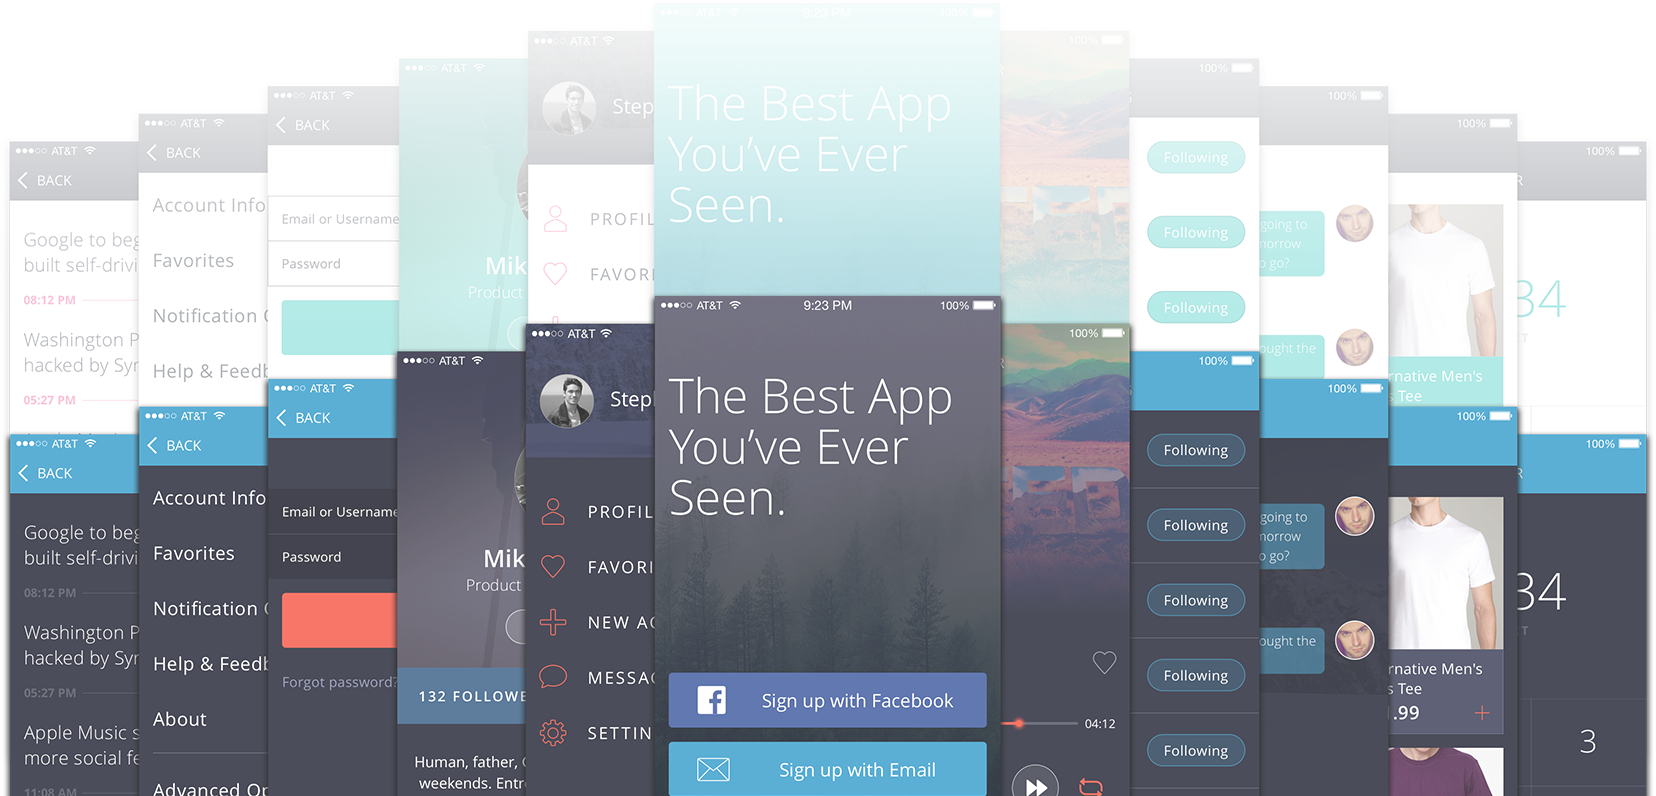 9:23 PM
100%
AT&T
100%
AT&T
100%
AT&T
100%
AT&T
100%
AT&T
100%
AT&T
BACK
BACK
BACK
Step
The Best App
You've Ever
Seen.
Account Info
Favorites
Notification
Help & Feedb
Google to beg
built self-drivi
08:12 PM
Washington P
hacked by Syr
05:27 PM
Email or Username
Password
Mik
Product
PROFIL
FAVORI
Following
Following
Following
going to
morrow
o go?
ought the
rnative Men's
s Tee
R
34
T
AT&T
9:23 PM
100%
AT&T
100%
AT&T
100%
AT&T
100%
AT&T
100%
AT&T
100%
BACK
BACK
BACK
R
Google to beg
built self-drivi
08:12 PM
Washington P
hacked by Syr
05:27 PM
Apple Music s
more social fe
11:08 AM
Account Info
Favorites
Notification
Help & Feedb
About
Advanced Op
Email or Username
Password
Forgot password?
Mik
Product
132 FOLLOWE
Human, father,
weekends. Entr
Step
PROFIL
FAVORI
NEW AC
MESSAG
SETTIN
The Best App
You've Ever
Seen.
Sign up with Facebook
Sign up with Email
04:12
Following
Following
Following
Following
Following
going to
morrow
o go?
ought the
rnative Men's
s Tee
.99
34
T
3